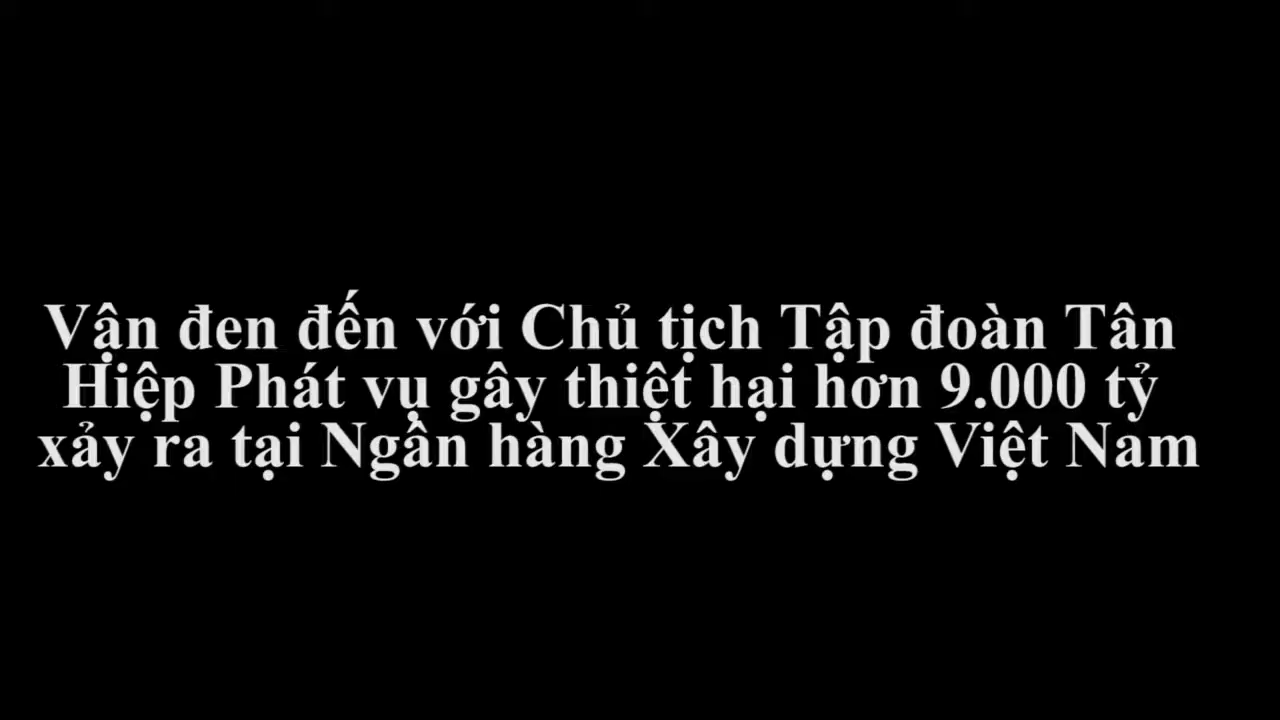 Vận đen đến với Chủ tịch Tập đoàn Tân
Hiệp Phát vụ gây thiệt hại hơn 9.000 tỷ
xảy ra tại Ngân hàng Xây dựng Việt Nam